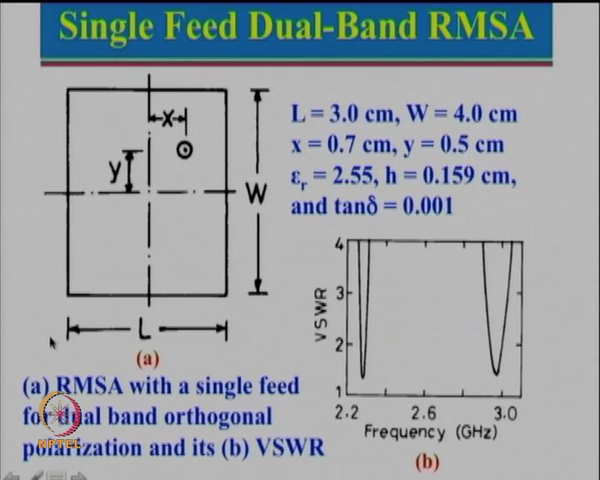 Single Feed Dual-Band RMSA
x
y
W
L
(a)
L = 3.0 cm, W = 4.0 cm
x = 0.7 cm, y = 0.5 cm
εr = 2.55, h = 0.159 cm,
and tanδ = 0.001
4
3
2
1
VSWR
2.2 2.6 3.0
Frequency (GHz)
(b)
(a) RMSA with a single feed
for dual band orthogonal
polarization and its (b) VSWR
NPTEL